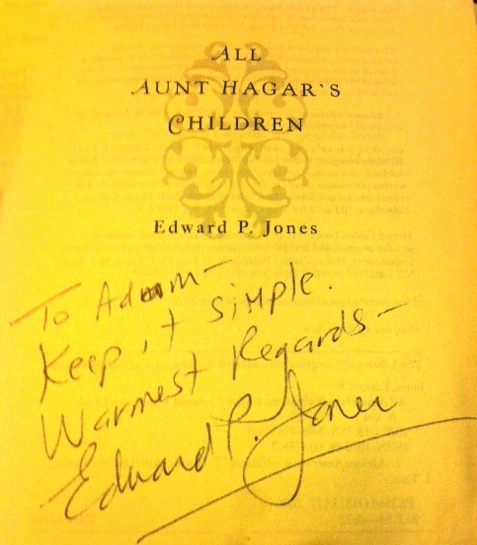 ALL
AUNT HAGAR'S
CHILDREN
Edward P. Jones
To Adam—
Keep it simple.
Warmest Regards—
Edward P. Jones